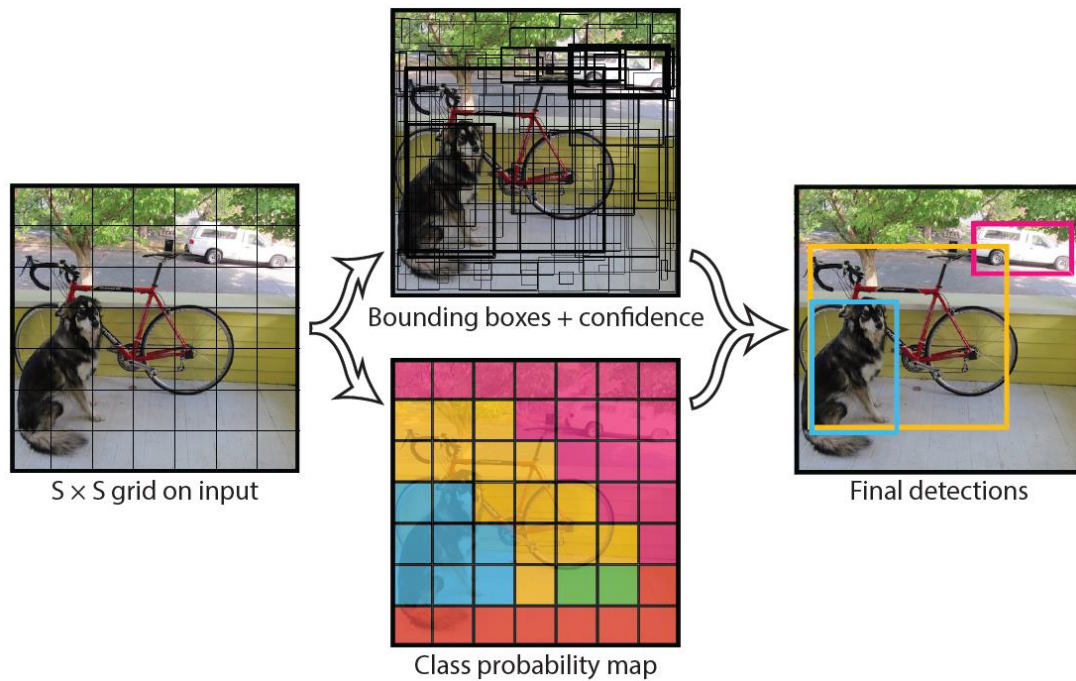 Bounding boxes + confidence
S × S grid on input
Final detections
Class probability map